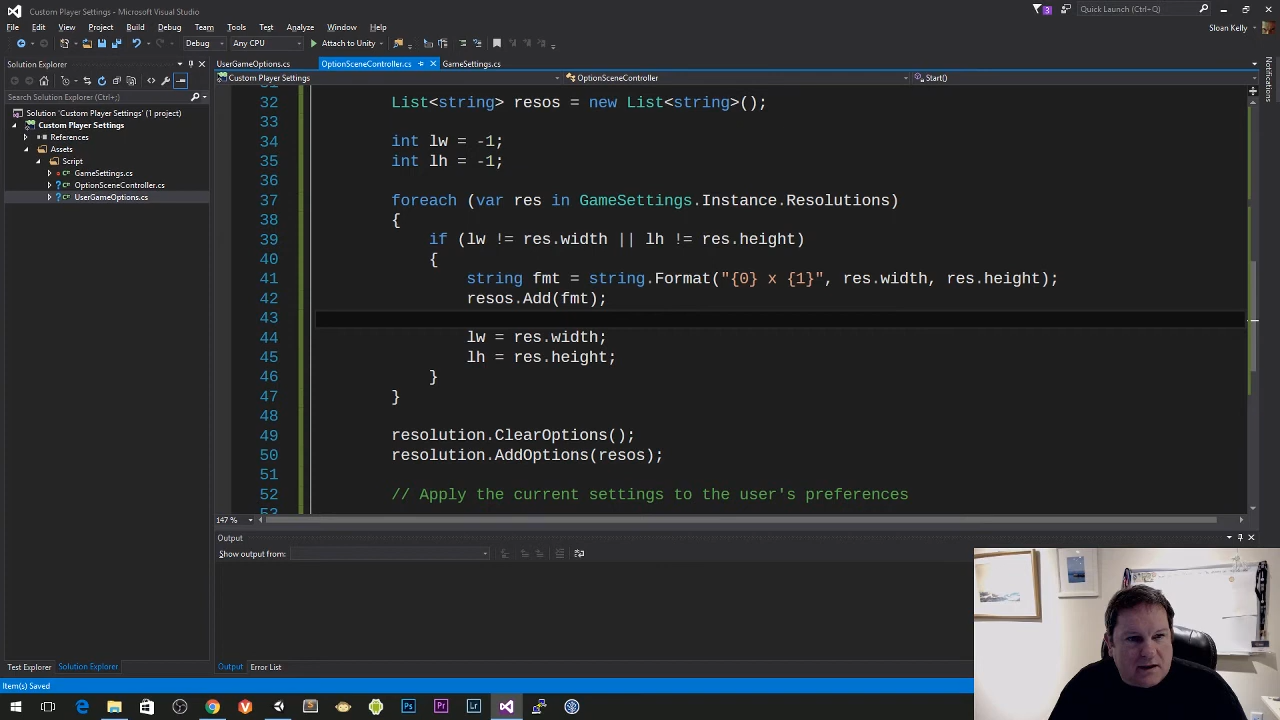 Custom Player Settings - Microsoft Visual Studio
3
Quick Launch (Ctrl+Q)
File Edit View Project Build Debug Team Tools Test Analyze Window Help
Sloan Kelly
Debug Any CPU Attach to Unity
Solution Explorer
UserGameOptions.cs OptionSceneController.cs GameSettings.cs
Custom Player Settings OptionSceneController Start()
Search Solution Explorer (Ctrl+;)
Solution 'Custom Player Settings' (1 project)
Custom Player Settings
References
Assets
Script
GameSettings.cs
OptionSceneController.cs
UserGameOptions.cs
31
32 List<string> resos = new List<string>();
33
34 int lw = -1;
35 int lh = -1;
36
37 foreach (var res in GameSettings.Instance.Resolutions)
38 {
39 if (lw != res.width || lh != res.height)
40 {
41 string fmt = string.Format("{0} x {1}", res.width, res.height);
42 resos.Add(fmt);
43
44 lw = res.width;
45 lh = res.height;
46 }
47 }
48
49 resolution.ClearOptions();
50 resolution.AddOptions(resos);
51
52 // Apply the current settings to the user's preferences
53
147 %
Output
Show output from:
Test Explorer Solution Explorer
Output Error List
Item(s) Saved
Ps Pr Lr
Notifications